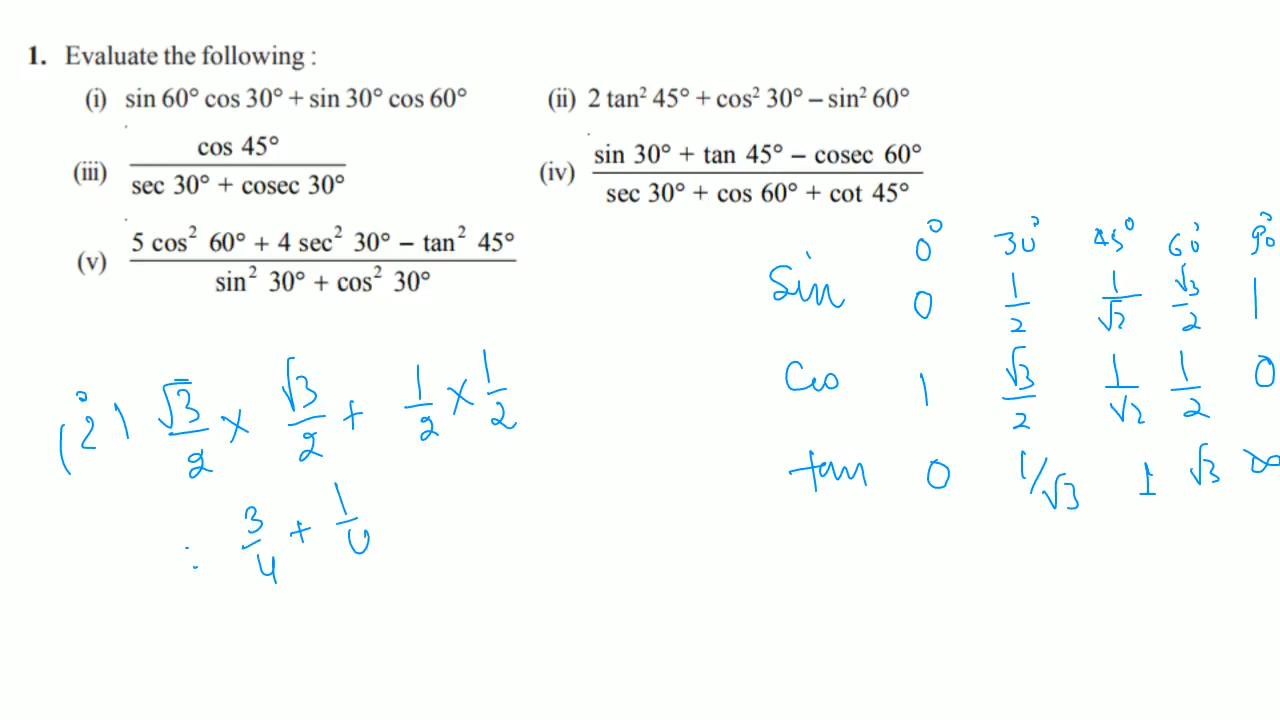 1. Evaluate the following :
(i) sin 60° cos 30° + sin 30° cos 60° (ii) 2 tan² 45° + cos² 30° – sin² 60°
(iii) cos 45° / sec 30° + cosec 30° (iv) sin 30° + tan 45° – cosec 60° / sec 30° + cos 60° + cot 45°
(v) 5 cos² 60° + 4 sec² 30° – tan² 45° / sin² 30° + cos² 30°
0° 30° 45° 60° 90°
Sin 0 1/2 1/√2 √3/2 1
Cos 1 √3/2 1/√2 1/2 0
tan 0 1/√3 1 √3 ∞
√3/2 × √3/2 + 1/2 × 1/2
: 3/4 + 1/4